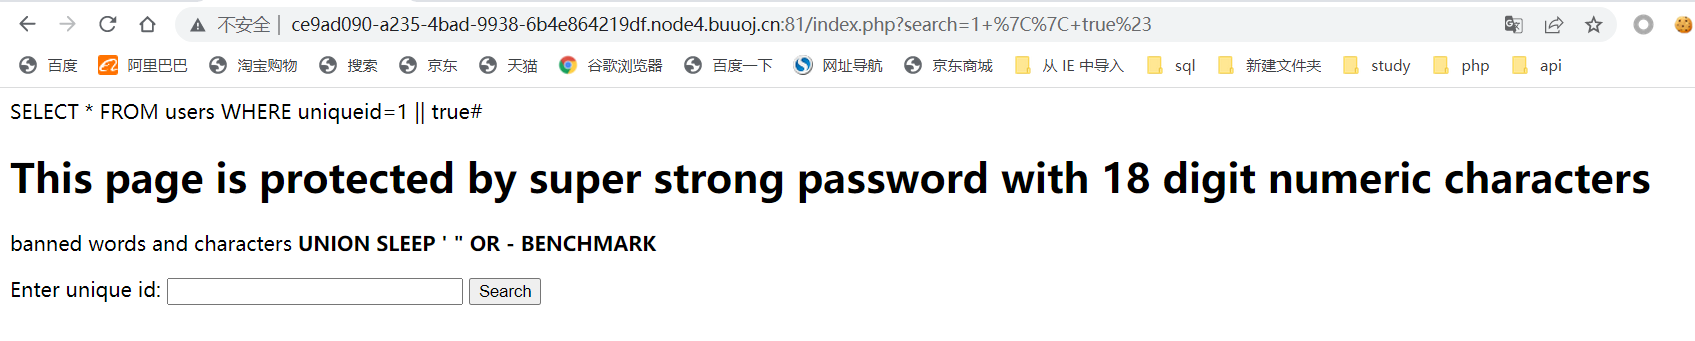 不安全 | ce9ad090-a235-4bad-9938-6b4e864219df.node4.buuoj.cn:81/index.php?search=1+%7C%7C+true%23
百度 阿里巴巴 淘宝购物 搜索 京东 天猫 谷歌浏览器 百度一下 网址导航 京东商城 从 IE 中导入 sql 新建文件夹 study php api
SELECT * FROM users WHERE uniqueid=1 || true#
This page is protected by super strong password with 18 digit numeric characters
banned words and characters UNION SLEEP ' " OR - BENCHMARK
Enter unique id: Search